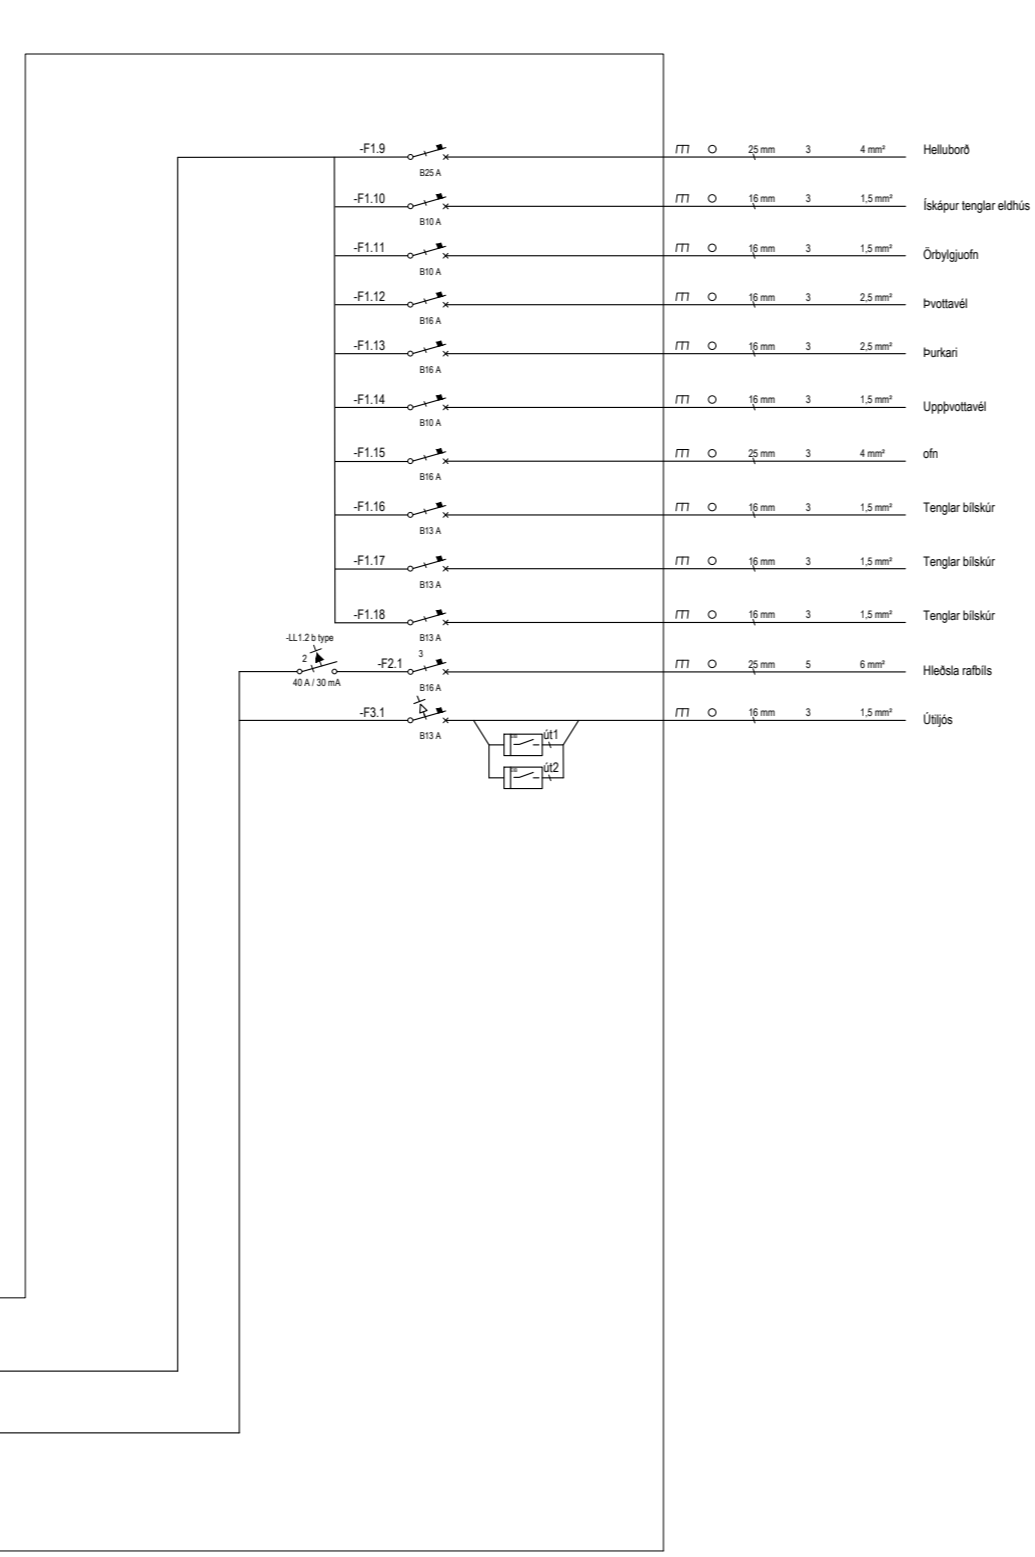 -F1.9 B25 A 25 mm 3 4 mm² Helluborð
-F1.10 B10 A 16 mm 3 1,5 mm² Ískápur tenglar eldhús
-F1.11 B10 A 16 mm 3 1,5 mm² Örbylgjuofn
-F1.12 B16 A 16 mm 3 2,5 mm² Þvottavél
-F1.13 B16 A 16 mm 3 2,5 mm² Þurkari
-F1.14 B10 A 16 mm 3 1,5 mm² Uppþvottavél
-F1.15 B16 A 25 mm 3 4 mm² ofn
-F1.16 B13 A 16 mm 3 1,5 mm² Tenglar bílskúr
-F1.17 B13 A 16 mm 3 1,5 mm² Tenglar bílskúr
-F1.18 B13 A 16 mm 3 1,5 mm² Tenglar bílskúr
-LL1.2 b type
2
40 A / 30 mA
-F2.1 3 B16 A 25 mm 5 6 mm² Hleðsla rafbíls
-F3.1 B13 A 16 mm 3 1,5 mm² Útiljós
út1
út2